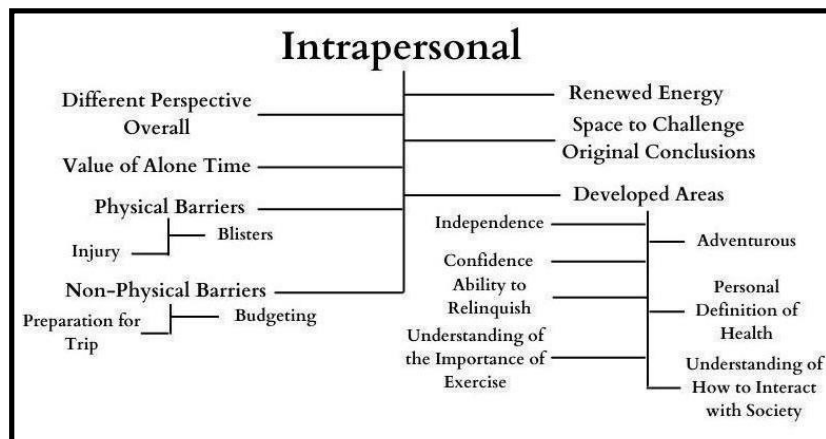 Intrapersonal
Different Perspective
Overall
Value of Alone Time
Physical Barriers
Blisters
Injury
Non-Physical Barriers
Budgeting
Preparation for
Trip
Renewed Energy
Space to Challenge
Original Conclusions
Developed Areas
Independence
Adventurous
Confidence
Ability to
Relinquish
Personal
Definition of
Health
Understanding of
the Importance of
Exercise
Understanding of
How to Interact
with Society